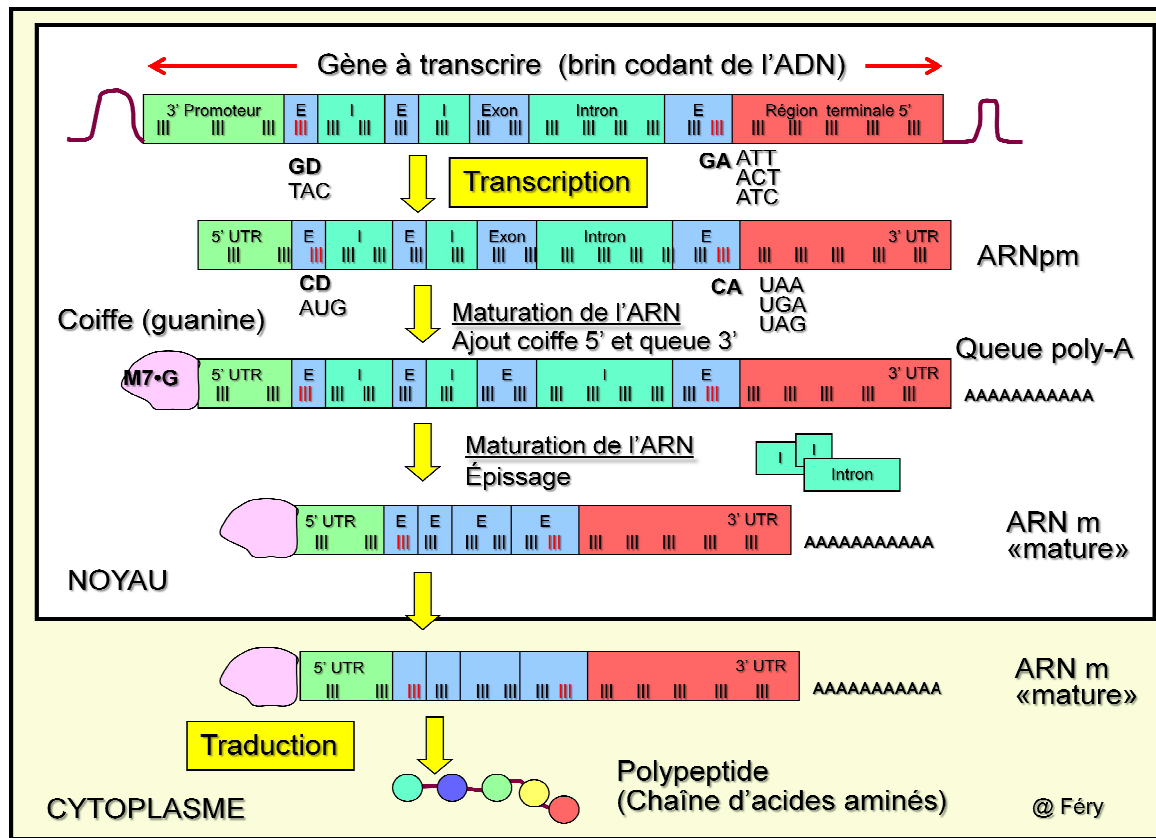 Gène à transcrire (brin codant de l'ADN)
3' Promoteur E I E I Exon Intron E Région terminale 5'
GD
TAC
Transcription
GA ATT
ACT
ATC
5' UTR E I E I Exon Intron E 3' UTR
ARNpm
CD
AUG
CA UAA
UGA
UAG
Coiffe (guanine)
Maturation de l'ARN
Ajout coiffe 5' et queue 3'
Queue poly-A
M7•G 5' UTR E I E I E I E 3' UTR
AAAAAAAAAAA
Maturation de l'ARN
Épissage
I I
Intron
5' UTR E E E E 3' UTR
AAAAAAAAAAA
ARN m
«mature»
NOYAU
5' UTR 3' UTR
AAAAAAAAAAA
ARN m
«mature»
Traduction
Polypeptide
(Chaîne d'acides aminés)
CYTOPLASME
@ Féry